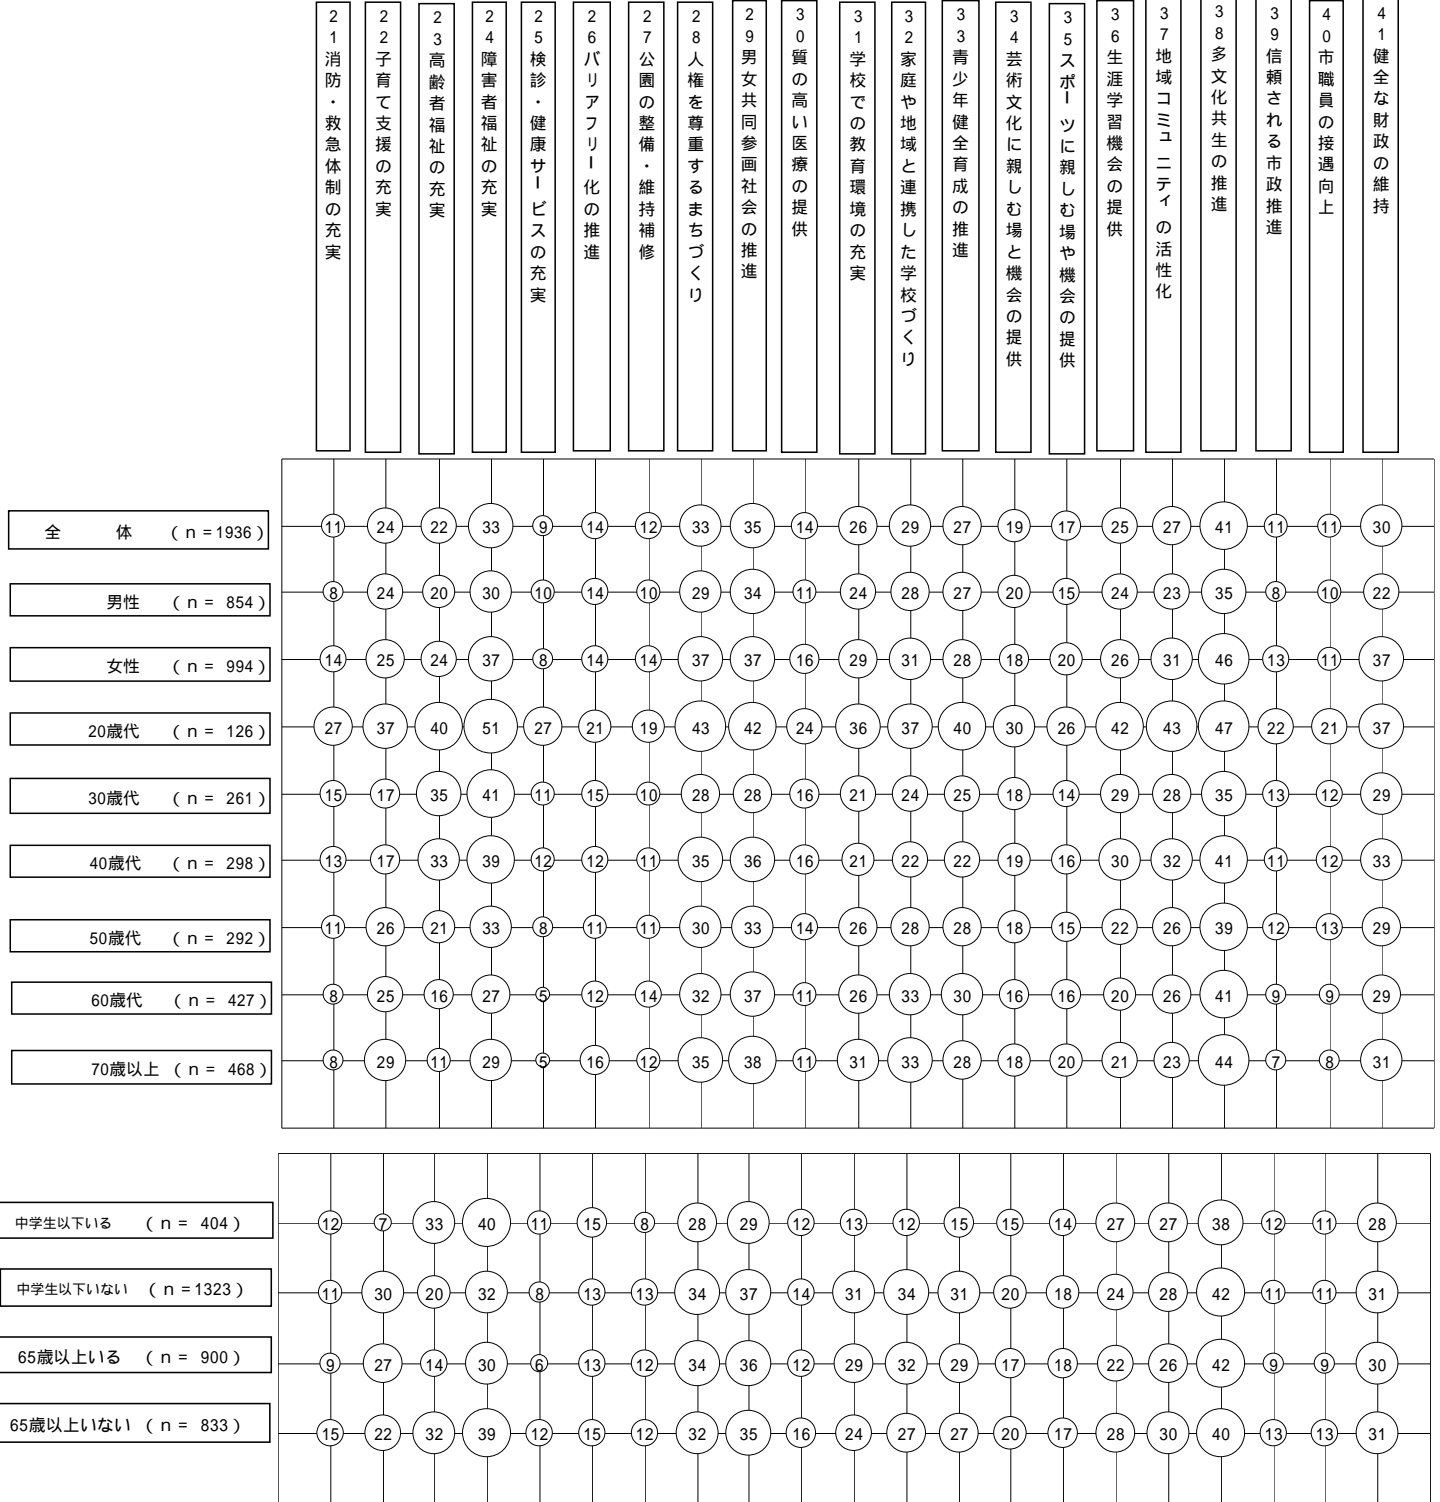 21消防・救急体制の充実
22子育て支援の充実
23高齢者福祉の充実
24障害者福祉の充実
25検診・健康サービスの充実
26バリアフリー化の推進
27公園の整備・維持補修
28人権を尊重するまちづくり
29男女共同参画社会の推進
30質の高い医療の提供
31学校での教育環境の充実
32家庭や地域と連携した学校づくり
33青少年健全育成の推進
34芸術文化に親しむ場と機会の提供
35スポーツに親しむ場や機会の提供
36生涯学習機会の提供
37地域コミュニティの活性化
38多文化共生の推進
39信頼される市政推進
40市職員の接遇向上
41健全な財政の維持
全　体 （n=1936） 11 24 22 33 9 14 12 33 35 14 26 29 27 19 17 25 27 41 11 11 30
男性 （n= 854） 8 24 20 30 10 14 10 29 34 11 24 28 27 20 15 24 23 35 8 10 22
女性 （n= 994） 14 25 24 37 8 14 14 37 37 16 29 31 28 18 20 26 31 46 13 11 37
20歳代 （n= 126） 27 37 40 51 27 21 19 43 42 24 36 37 40 30 26 42 43 47 22 21 37
30歳代 （n= 261） 15 17 35 41 11 15 10 28 28 16 21 24 25 18 14 29 28 35 13 12 29
40歳代 （n= 298） 13 17 33 39 12 12 11 35 36 16 21 22 22 19 16 30 32 41 11 12 33
50歳代 （n= 292） 11 26 21 33 8 11 11 30 33 14 26 28 28 18 15 22 26 39 12 13 29
60歳代 （n= 427） 8 25 16 27 5 12 14 32 37 11 26 33 30 16 16 20 26 41 9 9 29
70歳以上 （n= 468） 8 29 11 29 5 16 12 35 38 11 31 33 28 18 20 21 23 44 7 8 31
中学生以下いる （n= 404） 12 7 33 40 11 15 8 28 29 12 13 12 15 15 14 27 27 38 12 11 28
中学生以下いない （n=1323） 11 30 20 32 8 13 13 34 37 14 31 34 31 20 18 24 28 42 11 11 31
65歳以上いる （n= 900） 9 27 14 30 6 13 12 34 36 12 29 32 29 17 18 22 26 42 9 9 30
65歳以上いない （n= 833） 15 22 32 39 12 15 12 32 35 16 24 27 27 20 17 28 30 40 13 13 31